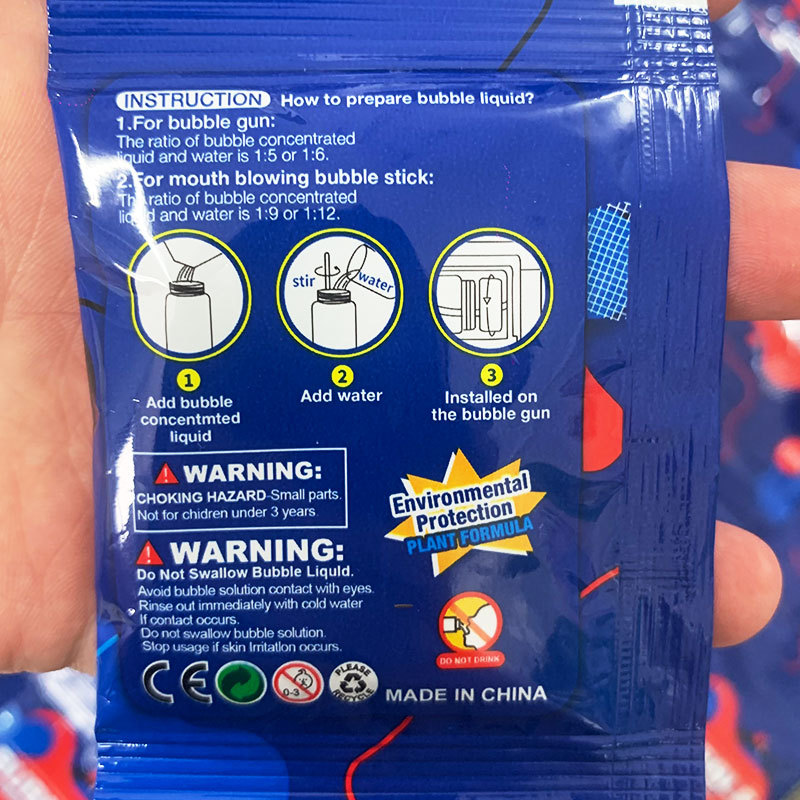 INSTRUCTION How to prepare bubble liquid?
1.For bubble gun:
The ratio of bubble concentrated
liquid and water is 1:5 or 1:6.
2.For mouth blowing bubble stick:
The ratio of bubble concentrated
liquid and water is 1:9 or 1:12.
stir water
1 2 3
Add bubble
concentmted
liquid
Add water
Installed on
the bubble gun
WARNING:
CHOKING HAZARD-Small parts.
Not for chidren under 3 years.
Environmental
Protection
PLANT FORMULA
WARNING:
Do Not Swallow Bubble Liquld.
Avoid bubble solution contact with eyes.
Rinse out immediately with cold water
If contact occurs.
Do not swallow bubble solution.
Stop usage if skin Irritatlon occurs.
DO NOT DRINK
CE 0-3 PLEASE RECYCLE MADE IN CHINA